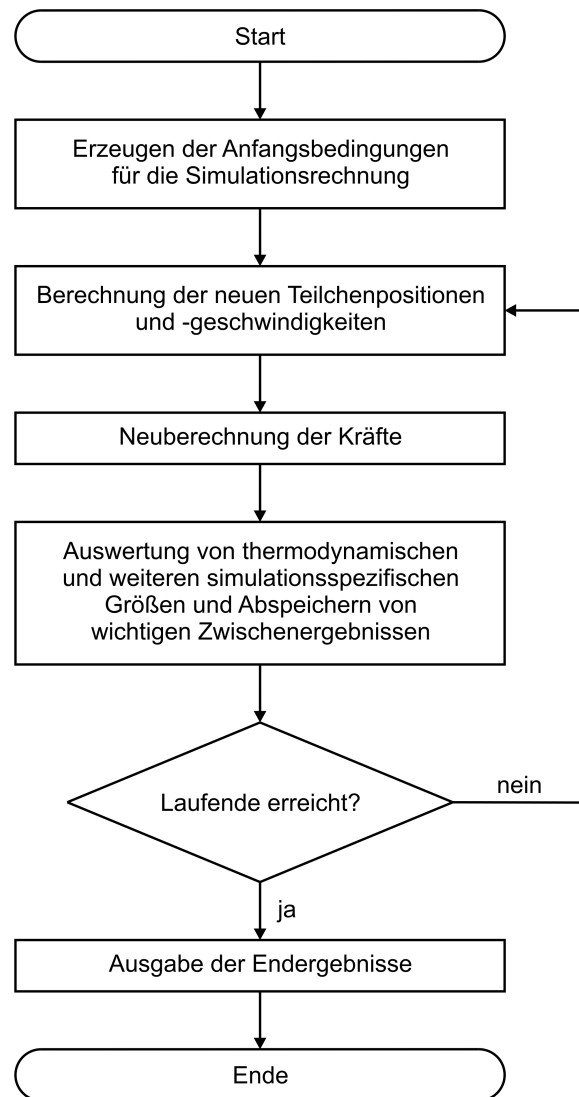 Start
Erzeugen der Anfangsbedingungen
für die Simulationsrechnung
Berechnung der neuen Teilchenpositionen
und -geschwindigkeiten
Neuberechnung der Kräfte
Auswertung von thermodynamischen
und weiteren simulationsspezifischen
Größen und Abspeichern von
wichtigen Zwischenergebnissen
Laufende erreicht?
nein
ja
Ausgabe der Endergebnisse
Ende